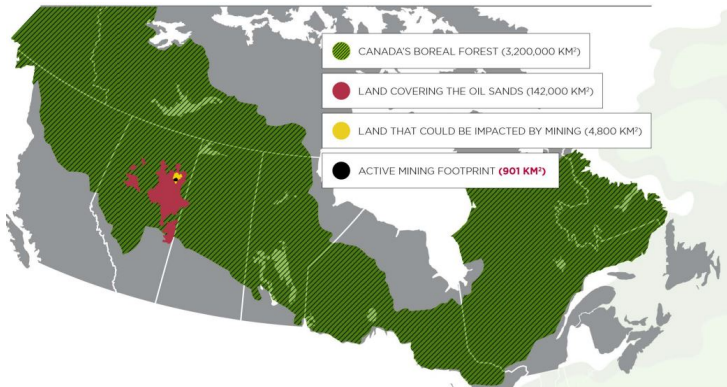 CANADA'S BOREAL FOREST (3,200,000 KM²)
LAND COVERING THE OIL SANDS (142,000 KM²)
LAND THAT COULD BE IMPACTED BY MINING (4,800 KM²)
ACTIVE MINING FOOTPRINT (901 KM²)